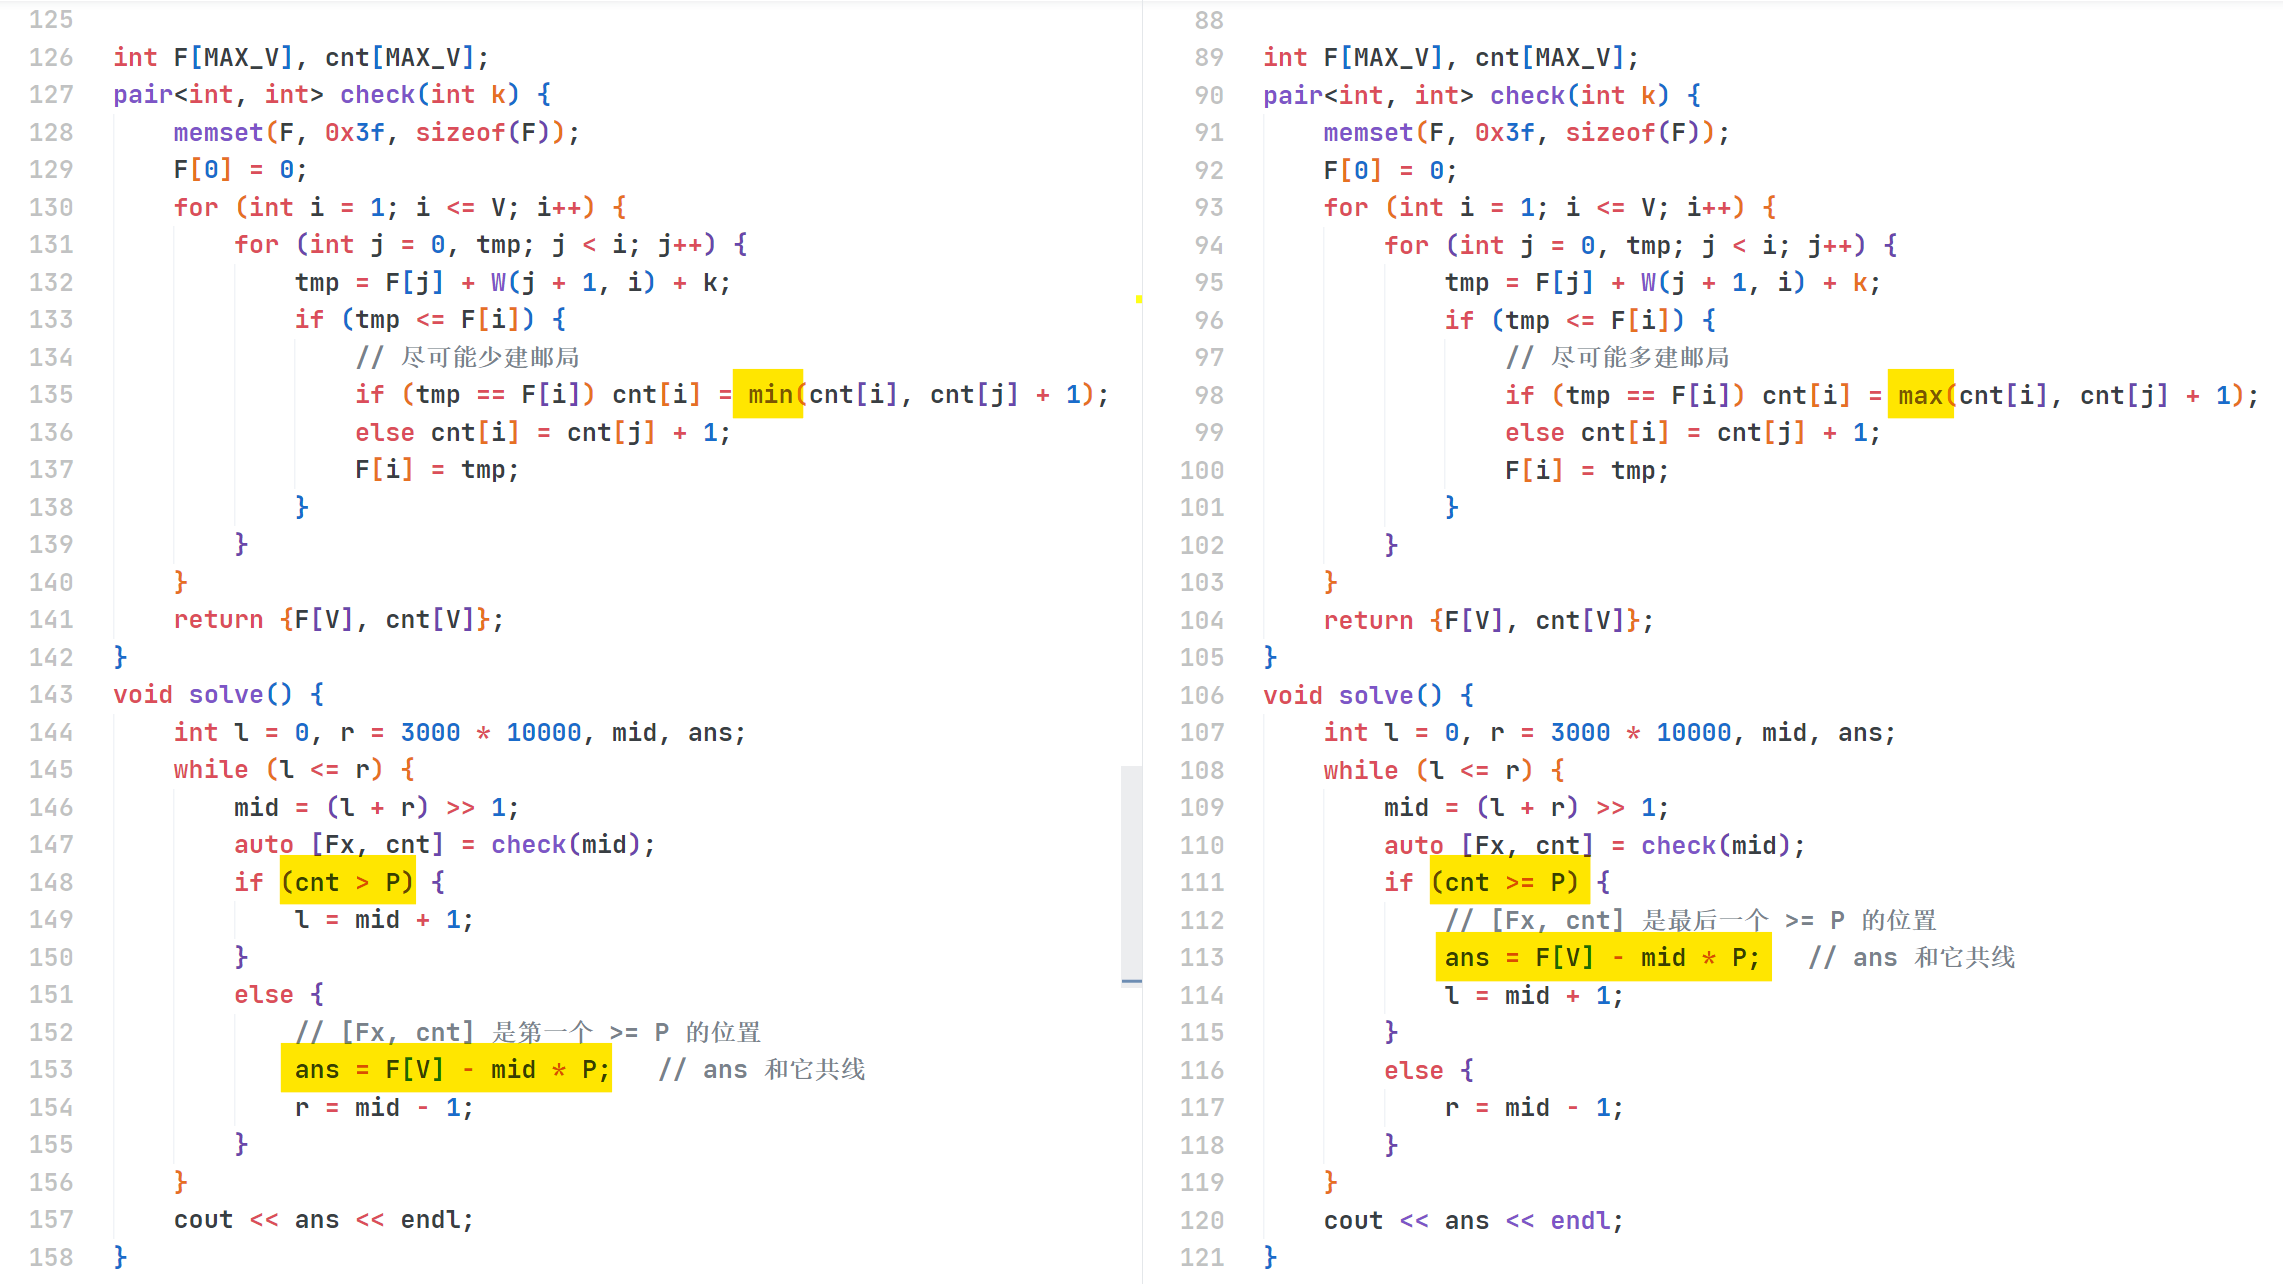 125
126 int F[MAX_V], cnt[MAX_V];
127 pair<int, int> check(int k) {
128     memset(F, 0x3f, sizeof(F));
129     F[0] = 0;
130     for (int i = 1; i <= V; i++) {
131         for (int j = 0, tmp; j < i; j++) {
132             tmp = F[j] + W(j + 1, i) + k;
133             if (tmp <= F[i]) {
134                 // 尽可能少建邮局
135                 if (tmp == F[i]) cnt[i] = min(cnt[i], cnt[j] + 1);
136                 else cnt[i] = cnt[j] + 1;
137                 F[i] = tmp;
138             }
139         }
140     }
141     return {F[V], cnt[V]};
142 }
143 void solve() {
144     int l = 0, r = 3000 * 10000, mid, ans;
145     while (l <= r) {
146         mid = (l + r) >> 1;
147         auto [Fx, cnt] = check(mid);
148         if (cnt > P) {
149             l = mid + 1;
150         }
151         else {
152             // [Fx, cnt] 是第一个 >= P 的位置
153             ans = F[V] - mid * P;   // ans 和它共线
154             r = mid - 1;
155         }
156     }
157     cout << ans << endl;
158 }
88
89 int F[MAX_V], cnt[MAX_V];
90 pair<int, int> check(int k) {
91     memset(F, 0x3f, sizeof(F));
92     F[0] = 0;
93     for (int i = 1; i <= V; i++) {
94         for (int j = 0, tmp; j < i; j++) {
95             tmp = F[j] + W(j + 1, i) + k;
96             if (tmp <= F[i]) {
97                 // 尽可能多建邮局
98                 if (tmp == F[i]) cnt[i] = max(cnt[i], cnt[j] + 1);
99                 else cnt[i] = cnt[j] + 1;
100                 F[i] = tmp;
101             }
102         }
103     }
104     return {F[V], cnt[V]};
105 }
106 void solve() {
107     int l = 0, r = 3000 * 10000, mid, ans;
108     while (l <= r) {
109         mid = (l + r) >> 1;
110         auto [Fx, cnt] = check(mid);
111         if (cnt >= P) {
112             // [Fx, cnt] 是最后一个 >= P 的位置
113             ans = F[V] - mid * P;   // ans 和它共线
114             l = mid + 1;
115         }
116         else {
117             r = mid - 1;
118         }
119     }
120     cout << ans << endl;
121 }